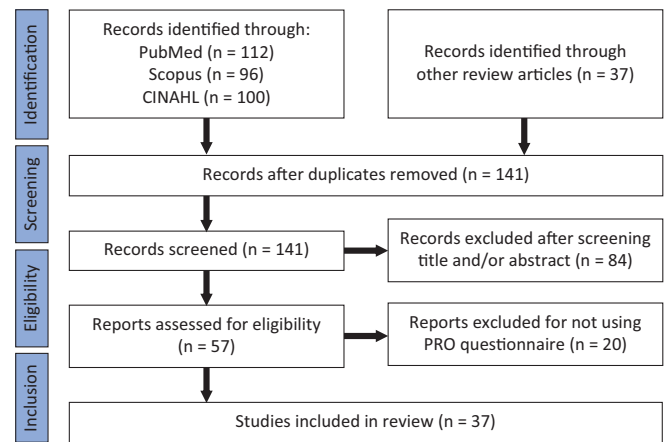 Identification
Records identified through:
PubMed (n = 112)
Scopus (n = 96)
CINAHL (n = 100)
Records identified through
other review articles (n = 37)
Screening
Records after duplicates removed (n = 141)
Records screened (n = 141)
Records excluded after screening
title and/or abstract (n = 84)
Eligibility
Reports assessed for eligibility
(n = 57)
Reports excluded for not using
PRO questionnaire (n = 20)
Inclusion
Studies included in review (n = 37)